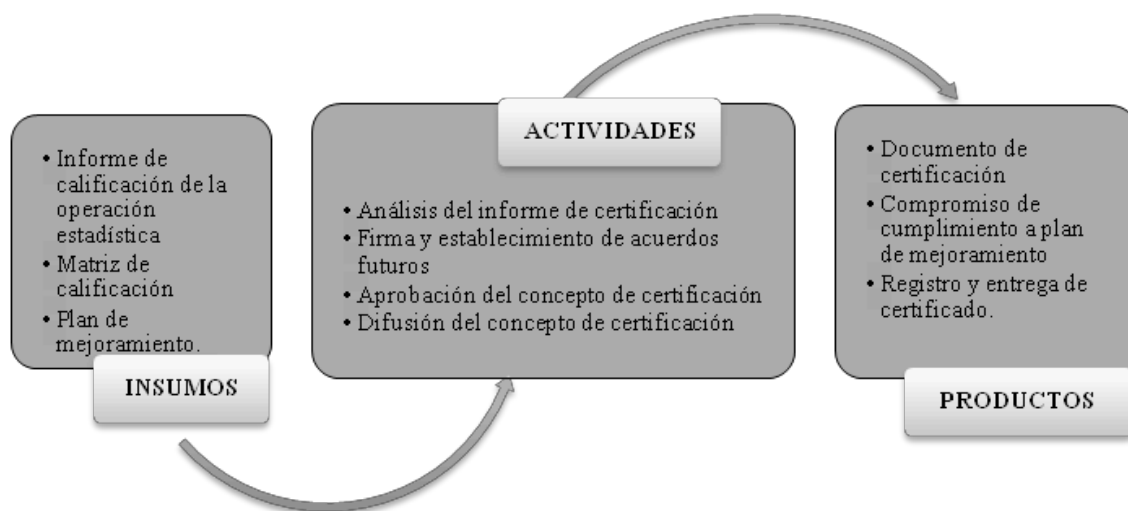 • Informe de
calificación de la
operación
estadística
• Matriz de
calificación
• Plan de
mejoramiento.
INSUMOS
ACTIVIDADES
• Análisis del informe de certificación
• Firma y establecimiento de acuerdos
futuros
• Aprobación del concepto de certificación
• Difusión del concepto de certificación
• Documento de
certificación
• Compromiso de
cumplimiento a plan
de mejoramiento
• Registro y entrega de
certificado.
PRODUCTOS